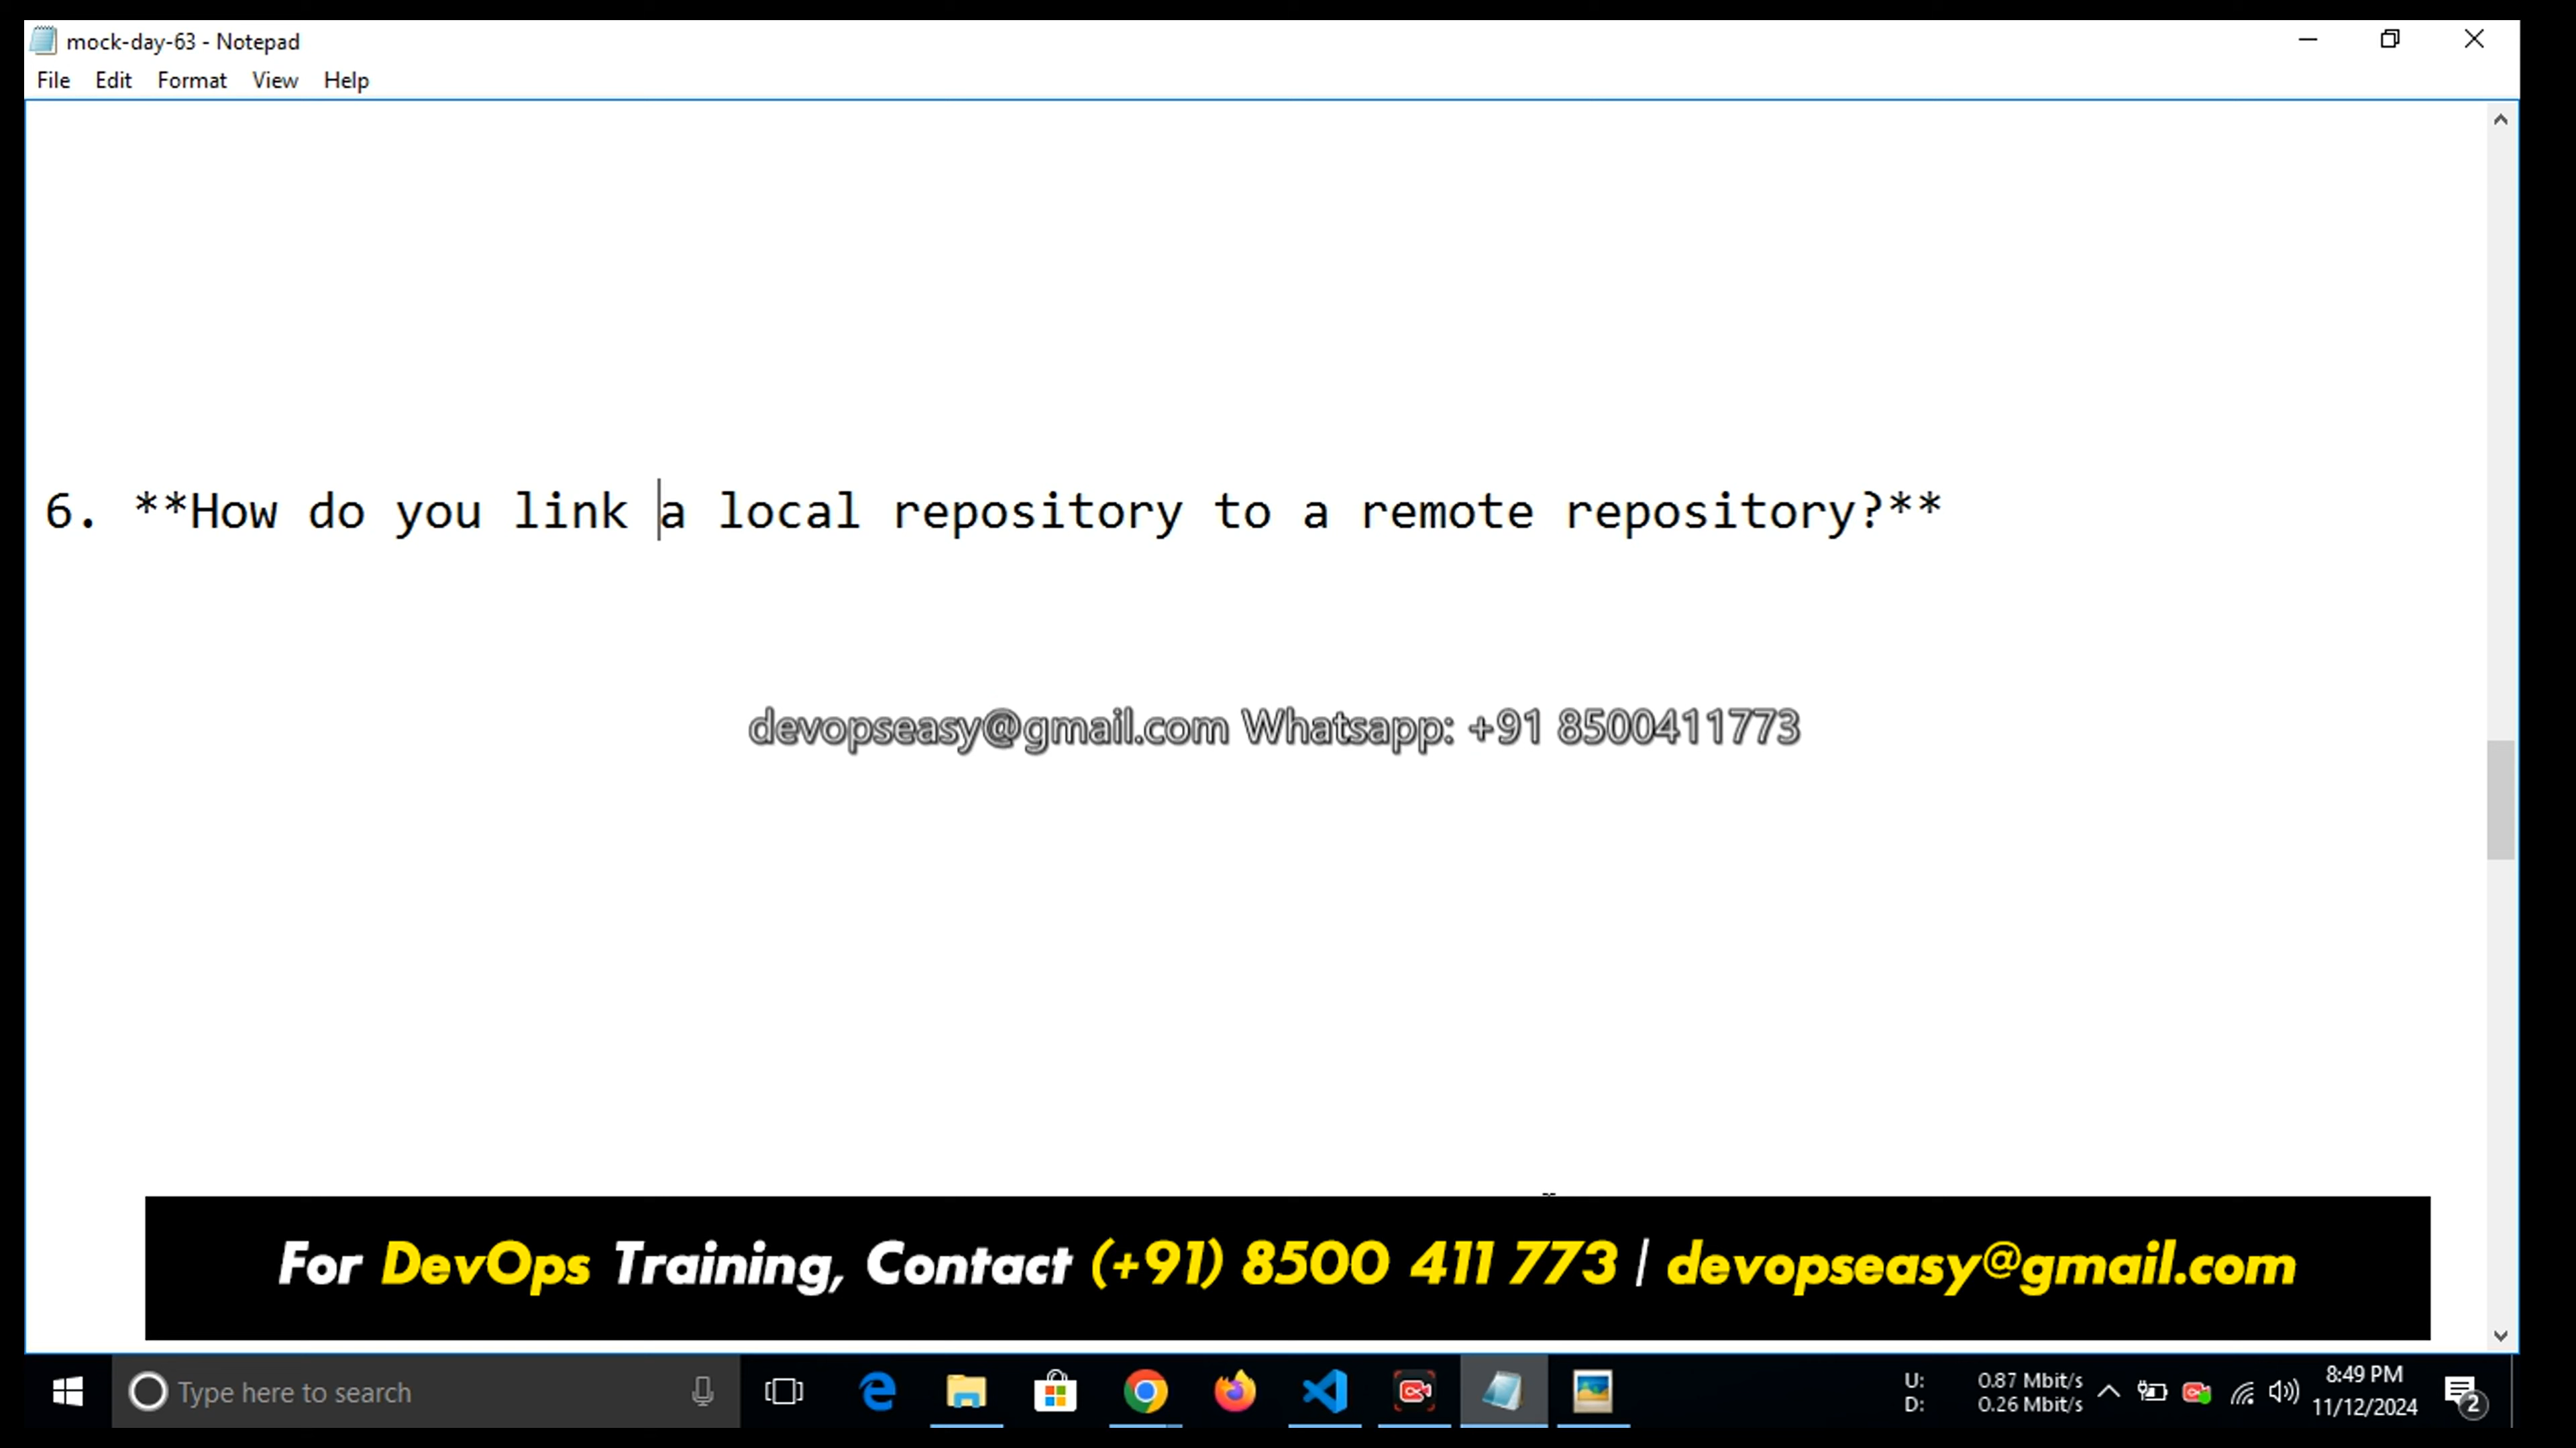 mock-day-63 - Notepad
File Edit Format View Help
6. **How do you link a local repository to a remote repository?**
devopseasy@gmail.com Whatsapp: +91 8500411773
For DevOps Training, Contact (+91) 8500 411 773 | devopseasy@gmail.com
Type here to search
U: 0.87 Mbit/s
D: 0.26 Mbit/s
8:49 PM
11/12/2024
2